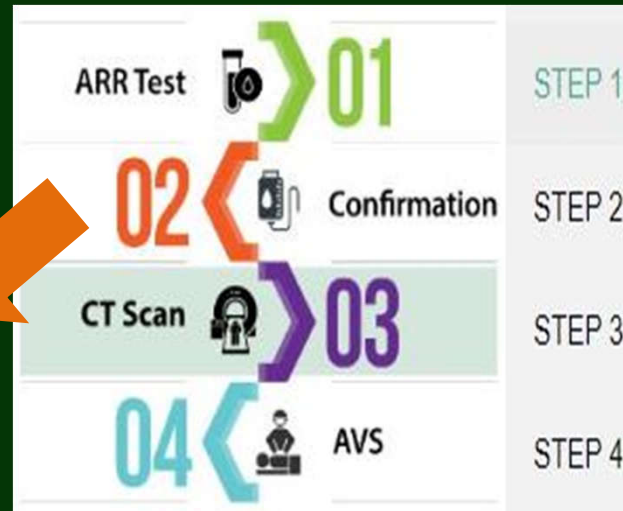 ARR Test 01 STEP 1
02 Confirmation STEP 2
CT Scan 03 STEP 3
04 AVS STEP 4